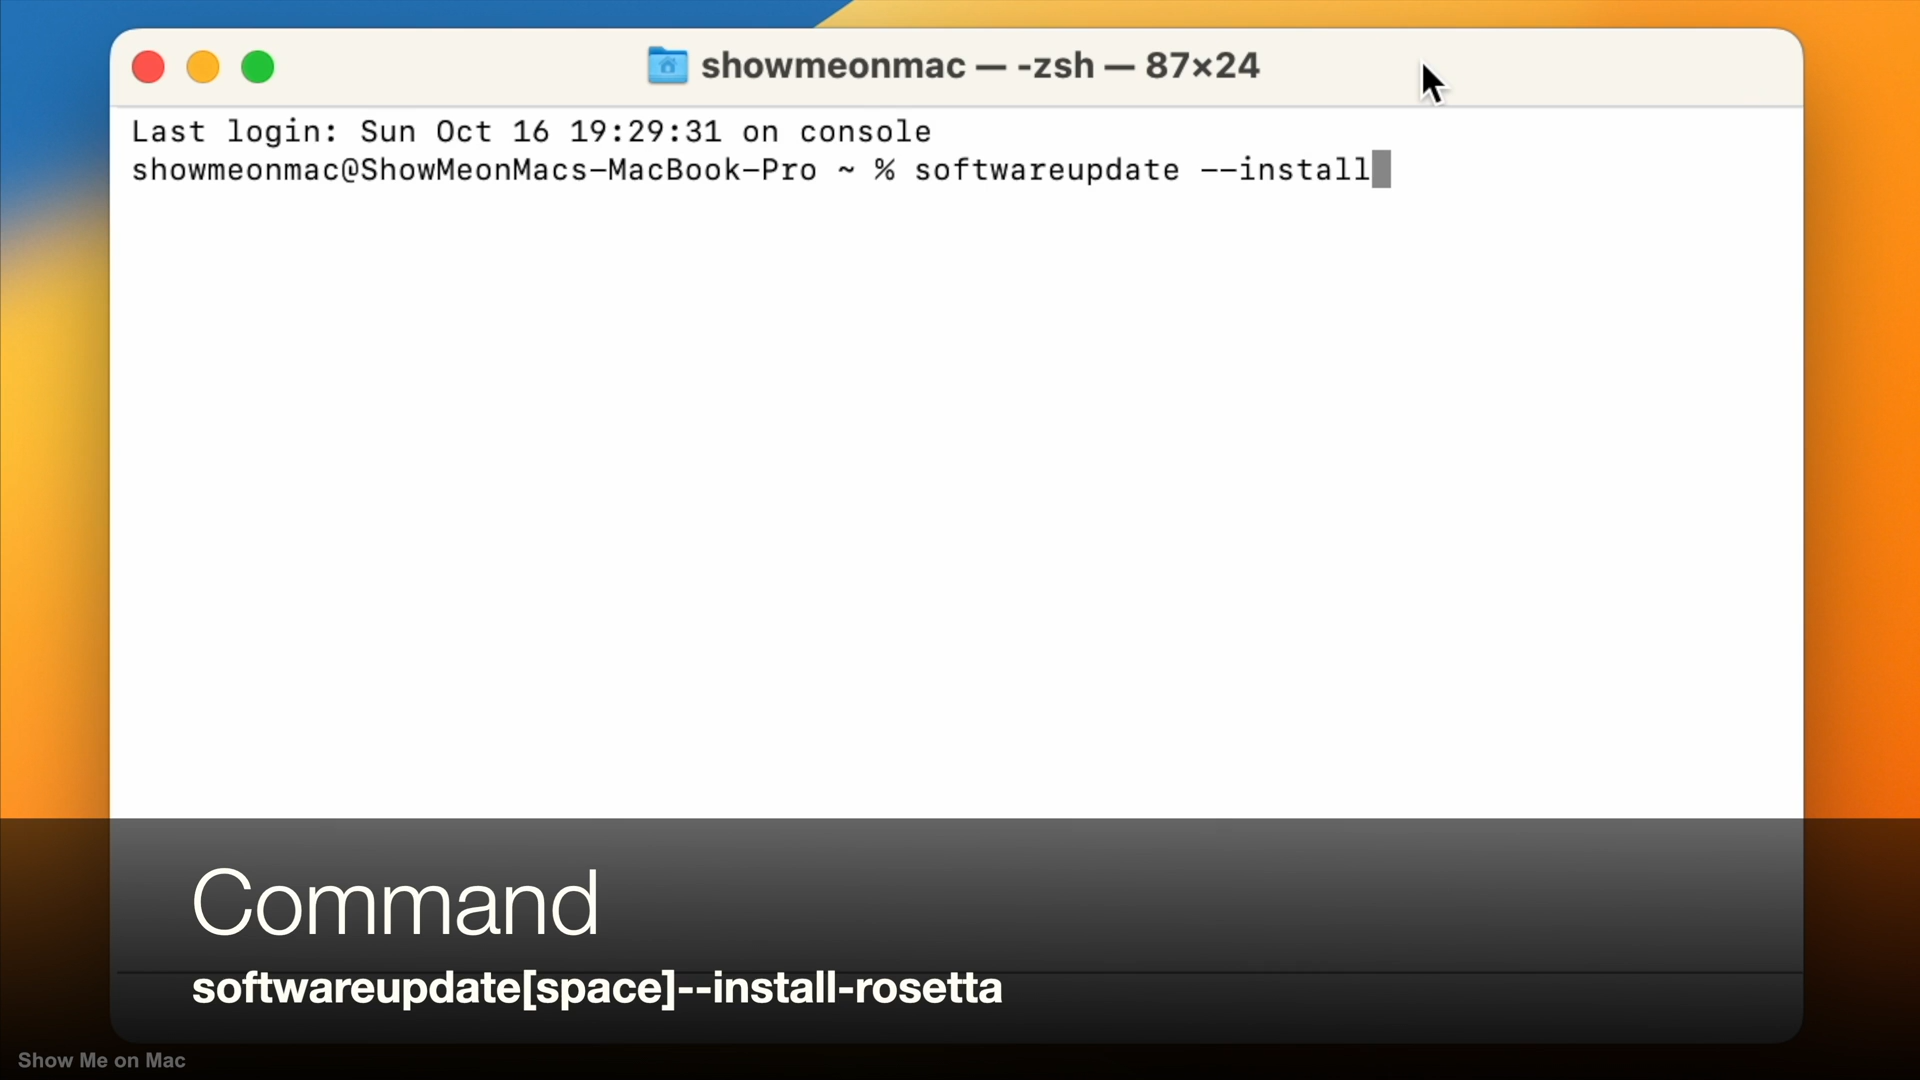 showmeonmac — -zsh — 87×24
Last login: Sun Oct 16 19:29:31 on console
showmeonmac@ShowMeonMacs-MacBook-Pro ~ % softwareupdate --install
Command
softwareupdate[space]--install-rosetta
Show Me on Mac